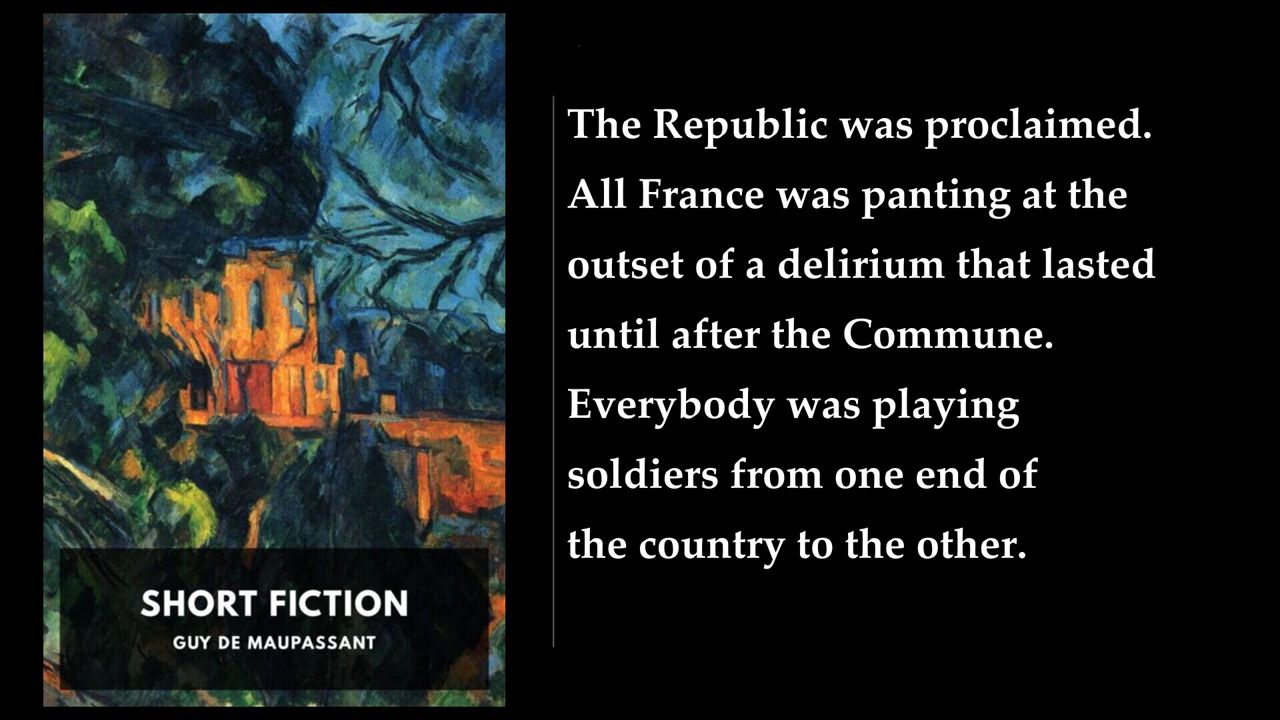 SHORT FICTION
GUY DE MAUPASSANT
The Republic was proclaimed.
All France was panting at the
outset of a delirium that lasted
until after the Commune.
Everybody was playing
soldiers from one end of
the country to the other.